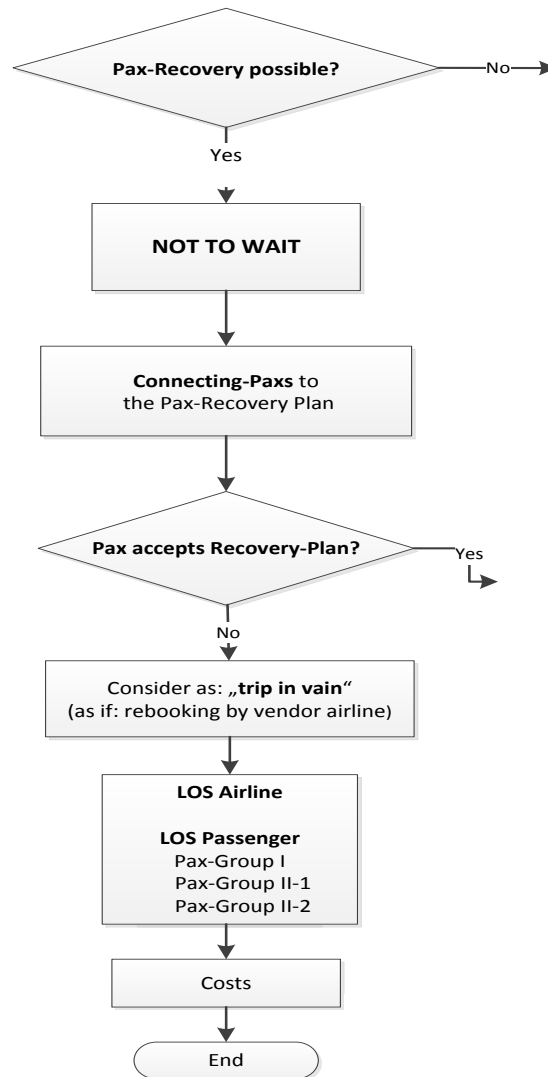 Pax-Recovery possible?
No
Yes
NOT TO WAIT
Connecting-Paxs to
the Pax-Recovery Plan
Pax accepts Recovery-Plan?
Yes
No
Consider as: „trip in vain“
(as if: rebooking by vendor airline)
LOS Airline
LOS Passenger
Pax-Group I
Pax-Group II-1
Pax-Group II-2
Costs
End